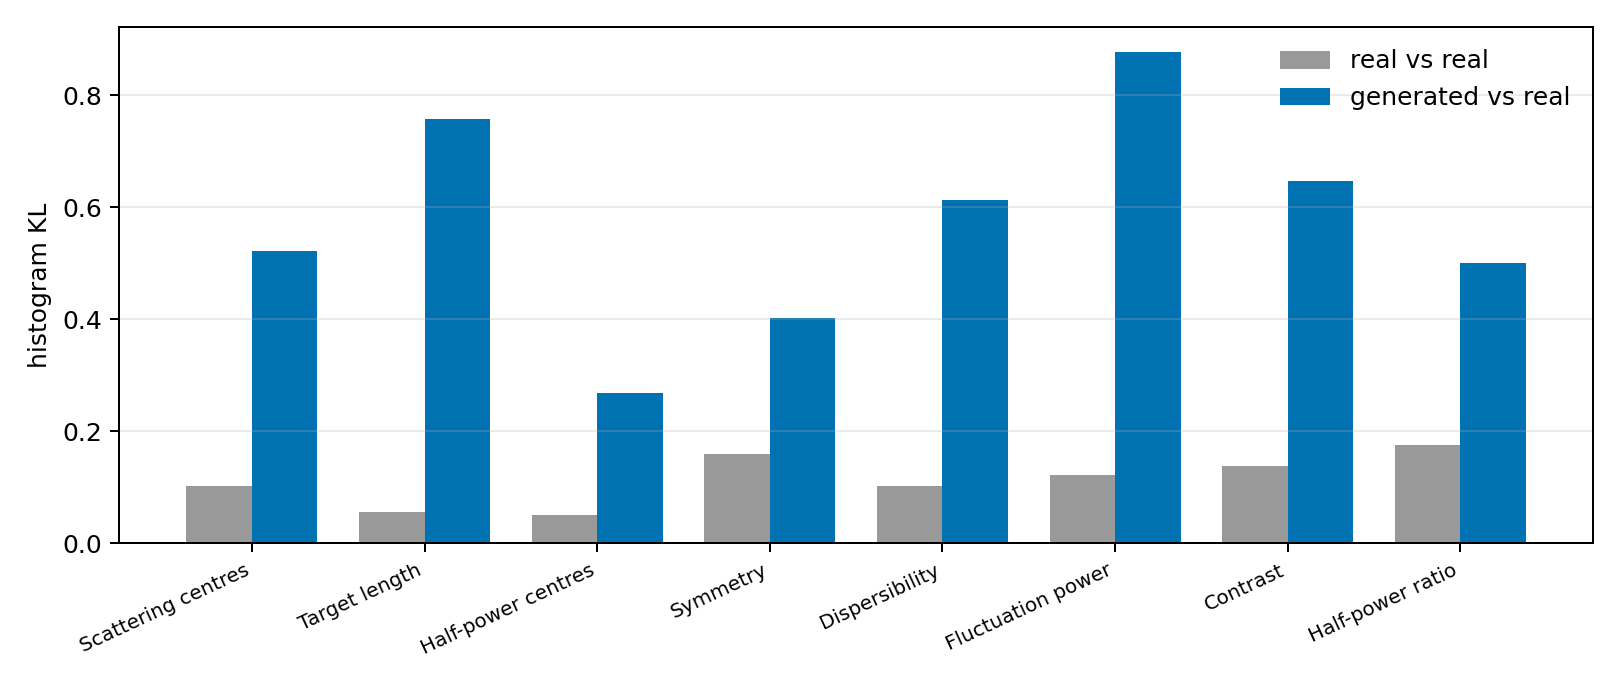 real vs real
generated vs real
histogram KL
0.8
0.6
0.4
0.2
0.0
Scattering centres
Target length
Half-power centres
Symmetry
Dispersibility
Fluctuation power
Contrast
Half-power ratio